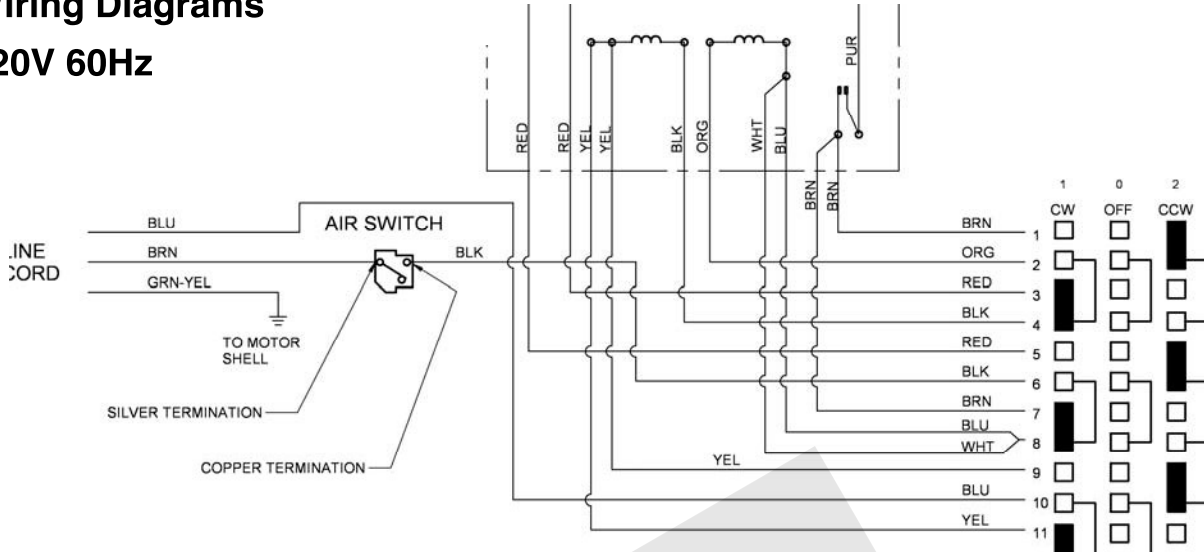 iring Diagrams
20V 60Hz
PUR
RED
RED
YEL
YEL
BLK
ORG
WHT
BLU
BRN
BRN
1 0 2
CW OFF CCW
BLU
AIR SWITCH
LINE
CORD
BRN
BLK
GRN-YEL
TO MOTOR
SHELL
SILVER TERMINATION
COPPER TERMINATION
BRN 1
ORG 2
RED 3
BLK 4
RED 5
BLK 6
BRN 7
BLU
8
WHT
YEL 9
BLU 10
YEL 11